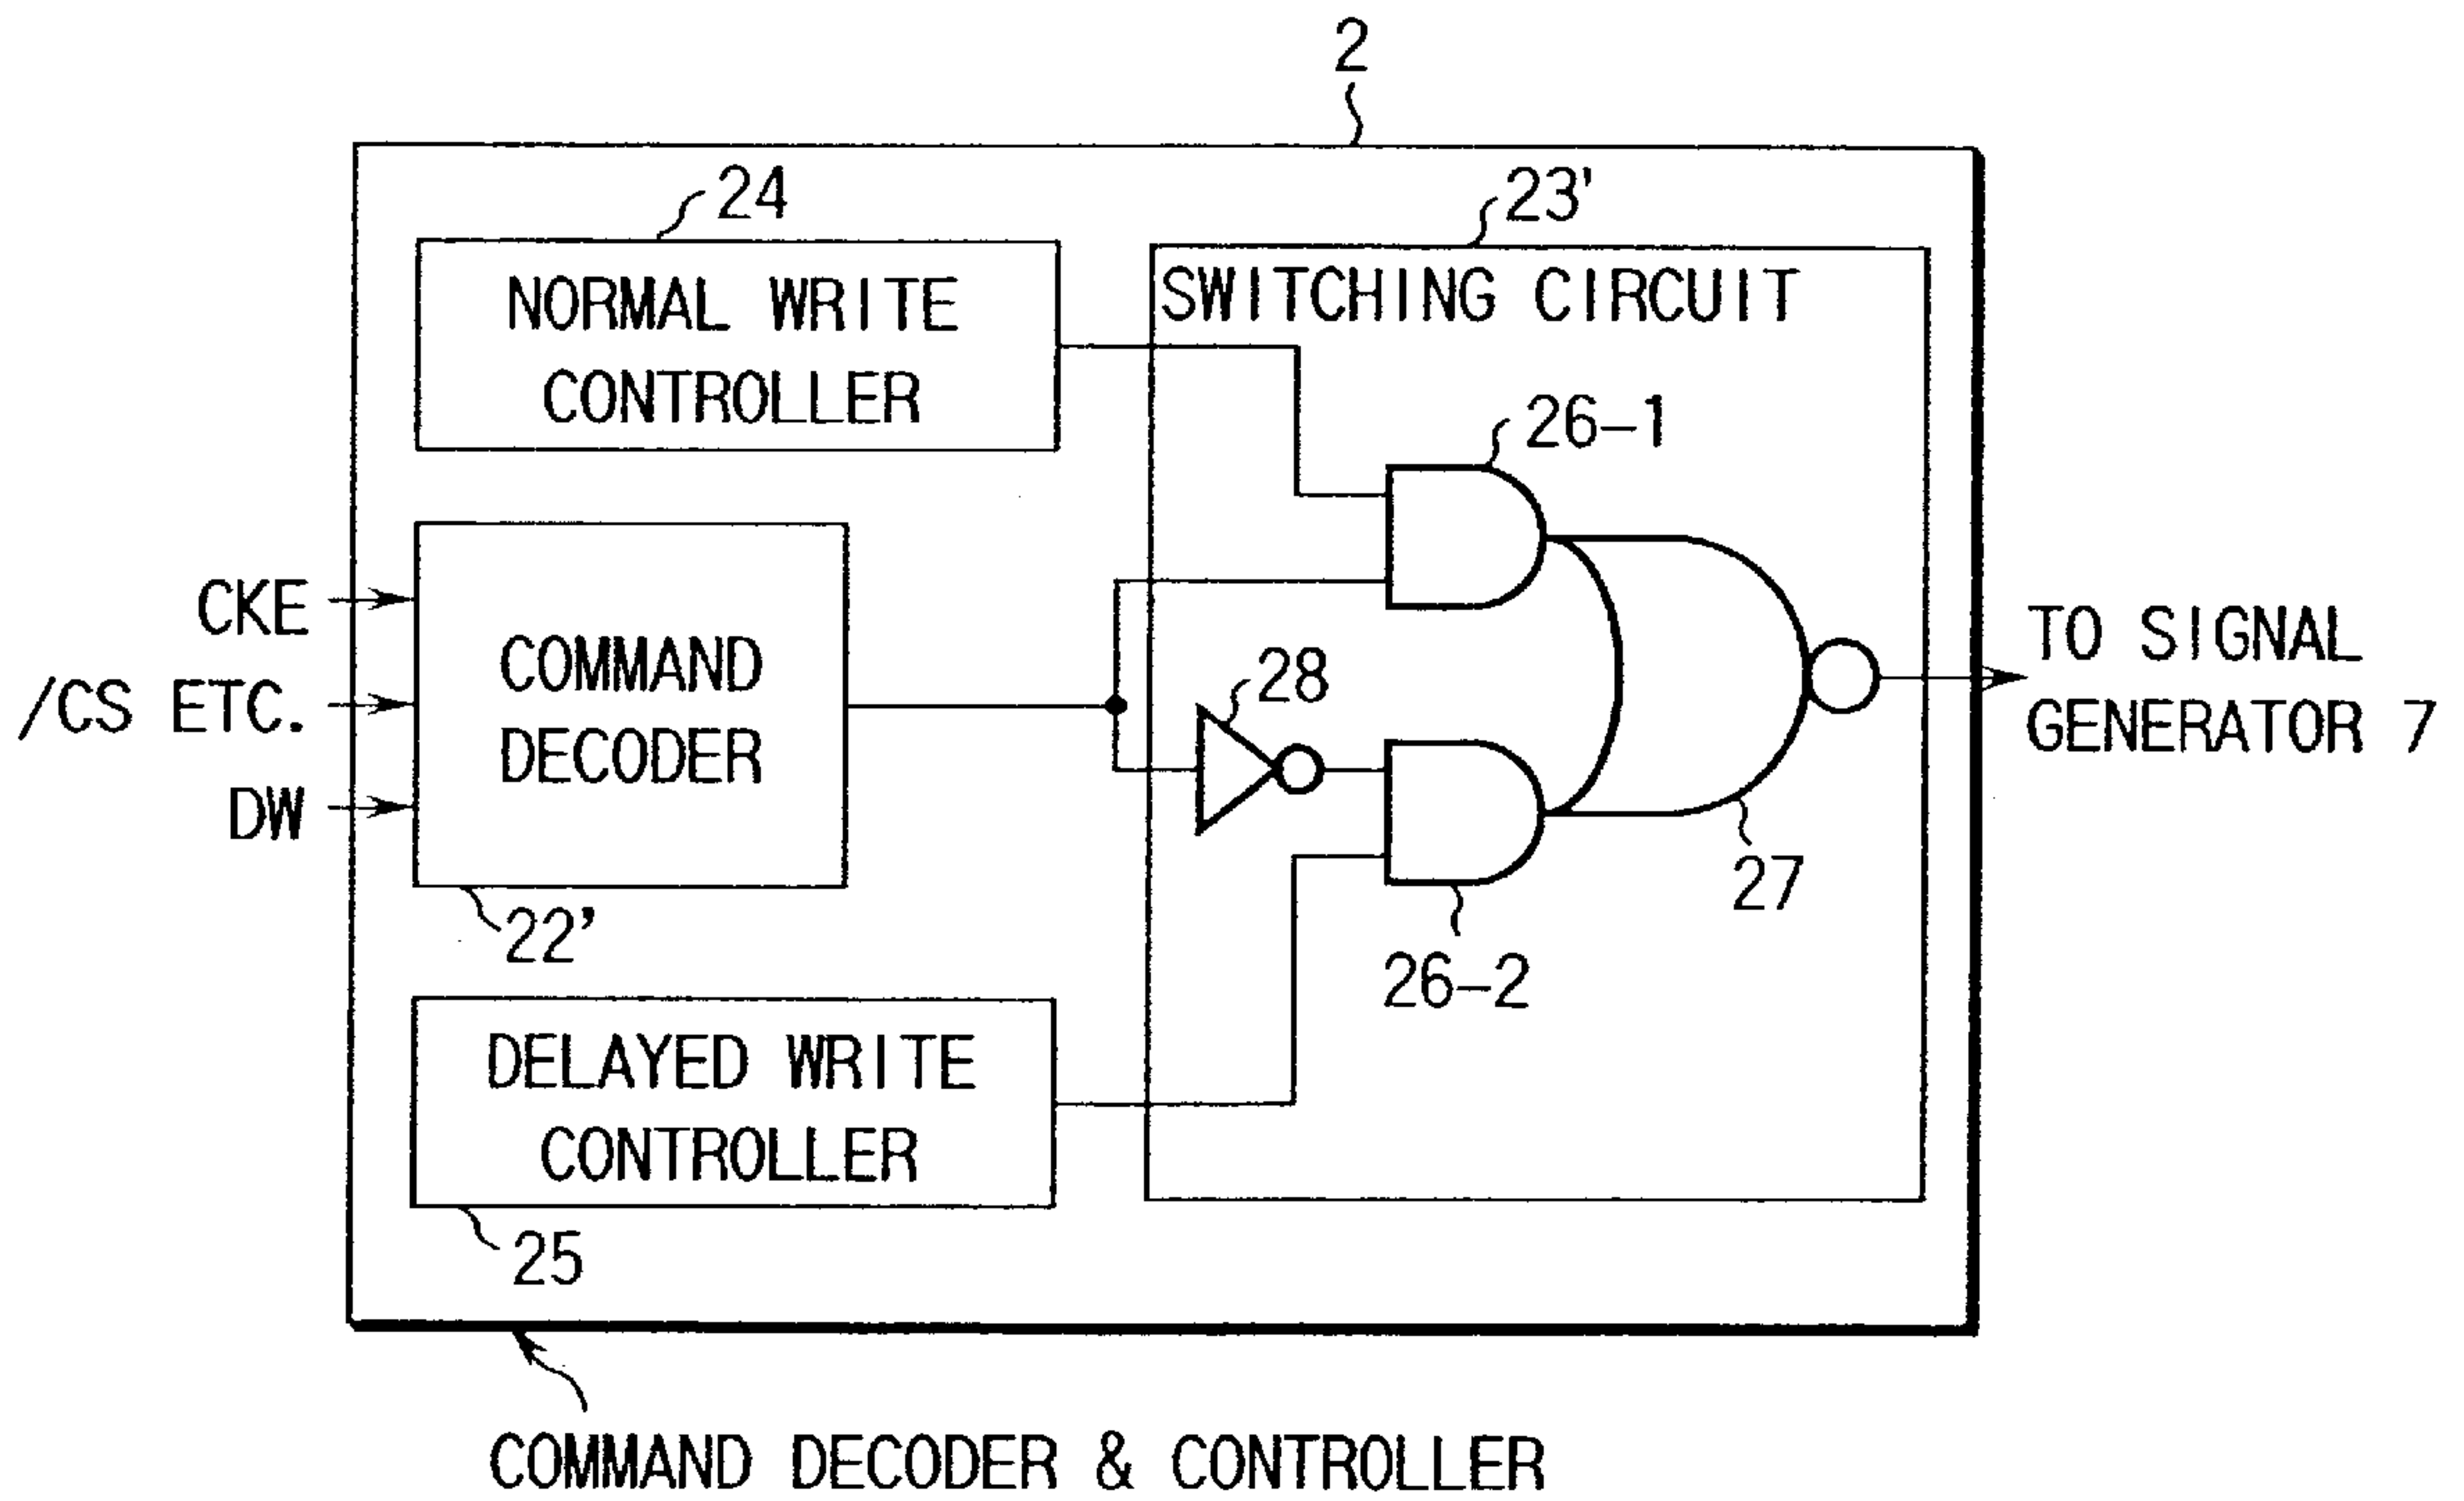 2
24
23'
NORMAL WRITE
CONTROLLER
SWITCHING CIRCUIT
26-1
CKE
/CS ETC.
DW
COMMAND
DECODER
28
TO SIGNAL
GENERATOR 7
22'
27
26-2
DELAYED WRITE
CONTROLLER
25
COMMAND DECODER & CONTROLLER